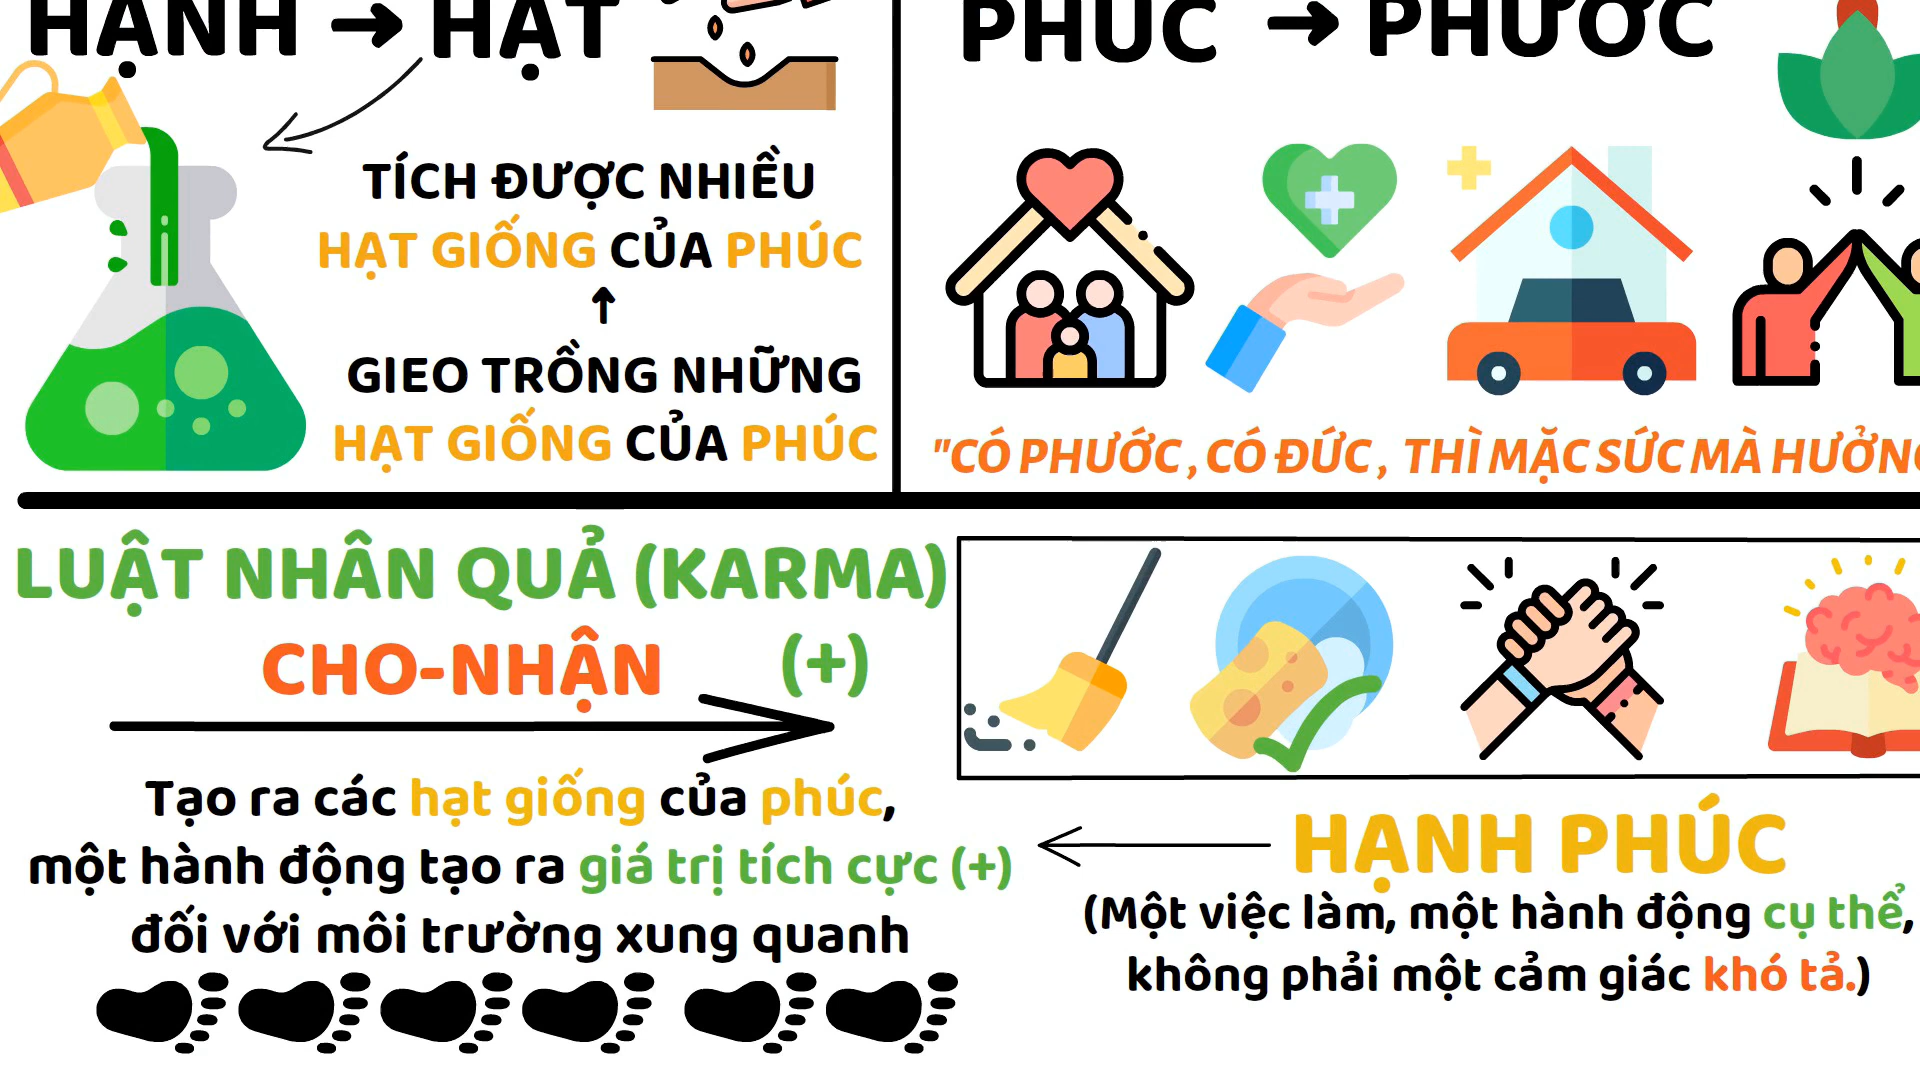 HẠNH → HẠT
TÍCH ĐƯỢC NHIỀU
HẠT GIỐNG CỦA PHÚC
↑
GIEO TRỒNG NHỮNG
HẠT GIỐNG CỦA PHÚC
PHÚC → PHƯỚC
"CÓ PHƯỚC, CÓ ĐỨC, THÌ MẶC SỨC MÀ HƯỞNG
LUẬT NHÂN QUẢ (KARMA)
CHO-NHẬN (+)
Tạo ra các hạt giống của phúc,
một hành động tạo ra giá trị tích cực (+)
đối với môi trường xung quanh
HẠNH PHÚC
(Một việc làm, một hành động cụ thể,
không phải một cảm giác khó tả.)